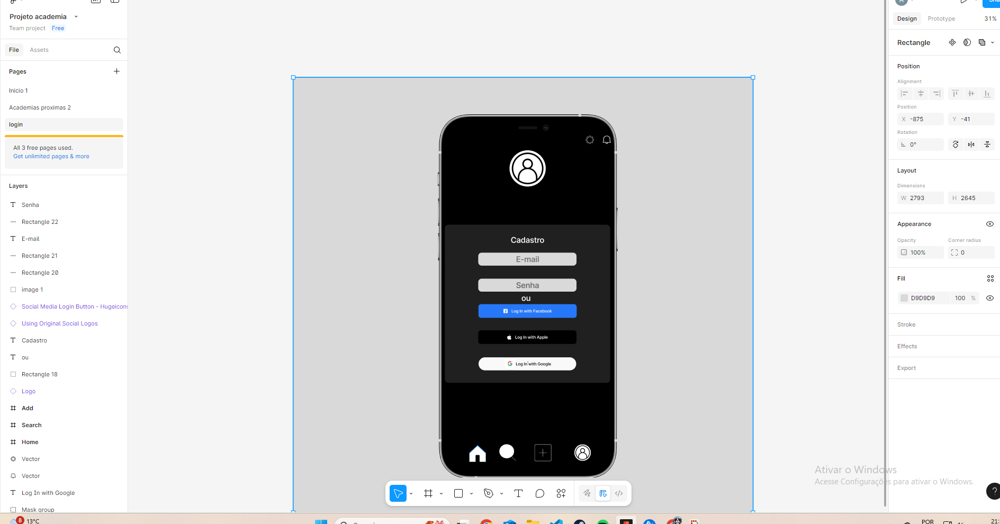 Projeto academia
Team project Free
File Assets
Pages
Inicio 1
Academias proximas 2
login
All 3 free pages used.
Get unlimited pages & more
Layers
Senha
Rectangle 22
E-mail
Rectangle 21
Rectangle 20
image 1
Social Media Login Button - Hugeicons
Using Original Social Logos
Cadastro
ou
Rectangle 18
Logo
Add
Search
Home
Vector
Vector
Log In with Google
Mask group
Cadastro
E-mail
Senha
ou
Log In with Facebook
Log In with Apple
Log In with Google
Design Prototype 31%
Rectangle
Position
Alignment
Position
X -875 Y -41
Rotation
0°
Layout
Dimensions
W 2793 H 2645
Appearance
Opacity Corner radius
100% 0
Fill
D9D9D9 100 %
Stroke
Effects
Export
Ativar o Windows
Acesse Configurações para ativar o Windows.
?
8 13°C
POR
21: